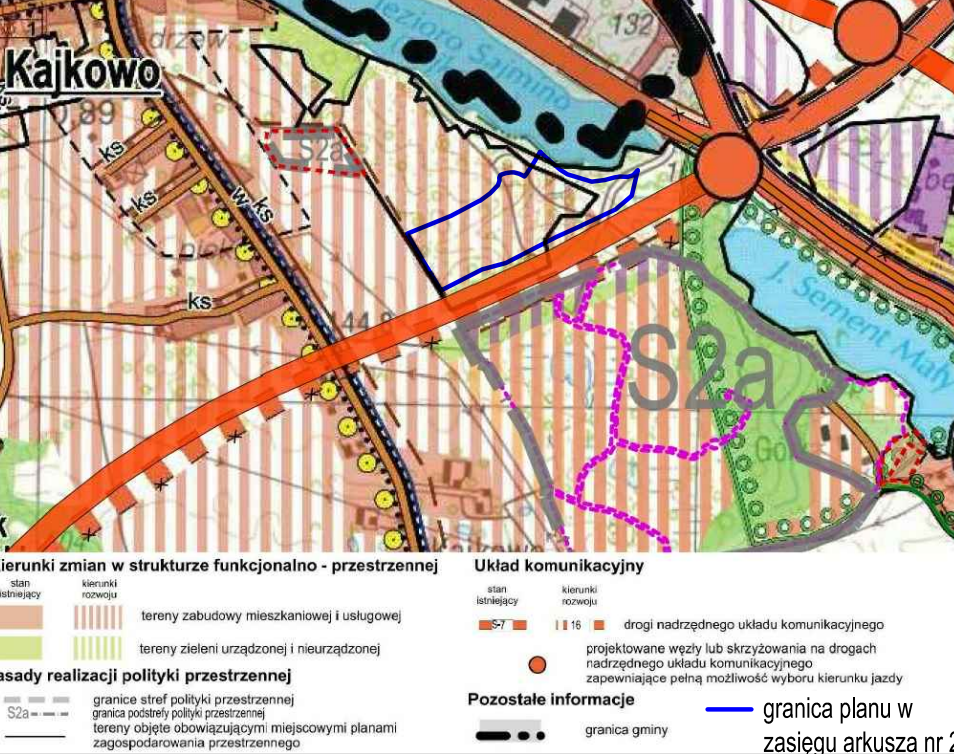 jezioro Sajmino
132
Kajkowo
ks
S2a
ks
w
ks
J. Sement Mały
ks
S2a
Gór
kierunki zmian w strukturze funkcjonalno - przestrzennej
stan
istniejący
kierunki
rozwoju
tereny zabudowy mieszkaniowej i usługowej
tereny zieleni urządzonej i nieurządzonej
asady realizacji polityki przestrzennej
granice stref polityki przestrzennej
S2a
granica podstrefy polityki przestrzennej
tereny objęte obowiązującymi miejscowymi planami
zagospodarowania przestrzennego
Układ komunikacyjny
stan
istniejący
kierunki
rozwoju
S-7
16
drogi nadrzędnego układu komunikacyjnego
projektowane węzły lub skrzyżowania na drogach
nadrzędnego układu komunikacyjnego
zapewniające pełną możliwość wyboru kierunku jazdy
Pozostałe informacje
granica gminy
granica planu w
zasięgu arkusza nr 2